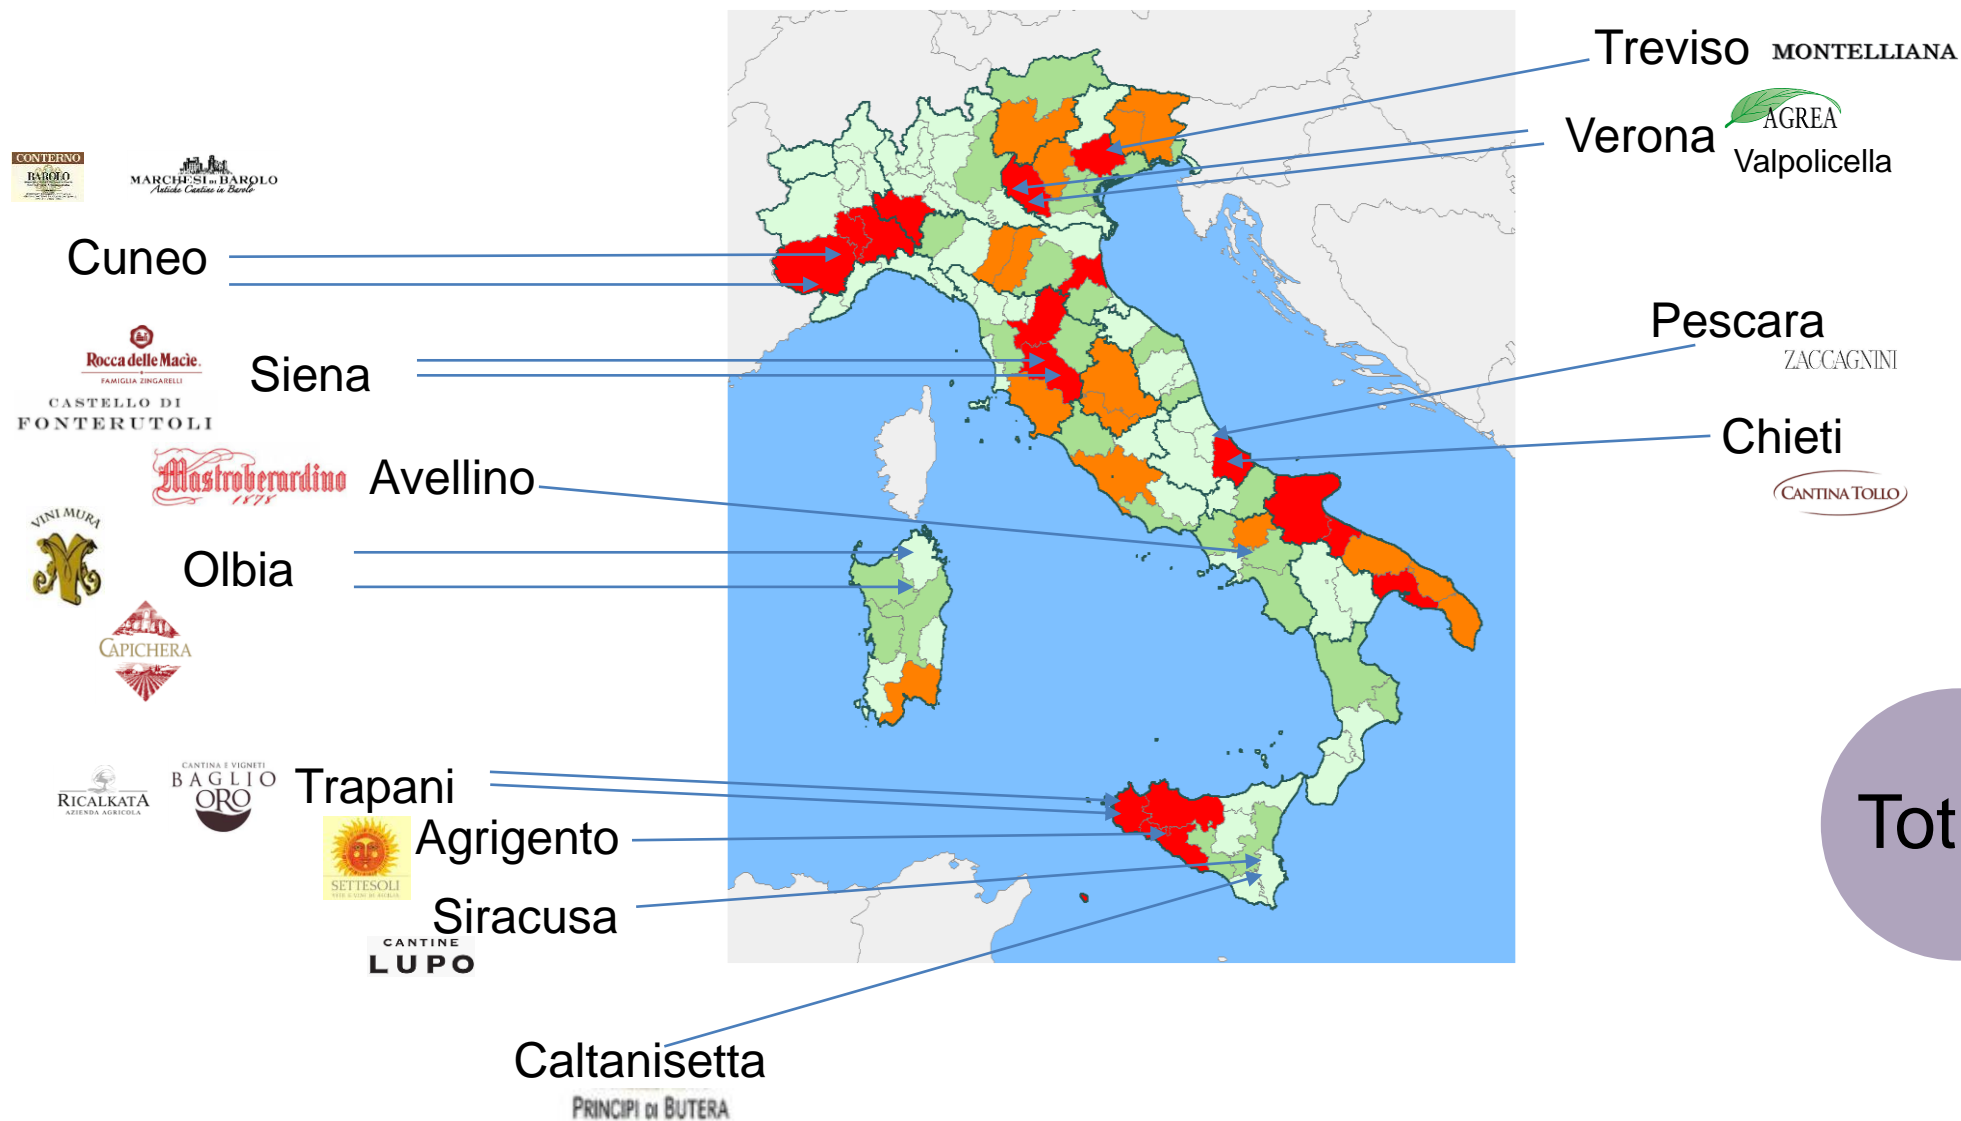 Treviso
MONTELLIANA
AGREA
Verona
Valpolicella
CONTERNO
BAROLO
MARCHESI DI BAROLO
Antiche Cantine in Barolo
Cuneo
Pescara
ZACCAGNINI
Rocca delle Macìe.
FAMIGLIA ZINGARELLI
Siena
CASTELLO DI
FONTERUTOLI
Chieti
CANTINA TOLLO
Mastroberardino
1878
Avellino
VINI MURA
Olbia
CAPICHERA
RICALKATA
AZIENDA AGRICOLA
CANTINA E VIGNETI
BAGLIO
ORO
Trapani
Tot
Agrigento
SETTESOLI
Siracusa
CANTINE
LUPO
Caltanisetta
PRINCIPI DI BUTERA